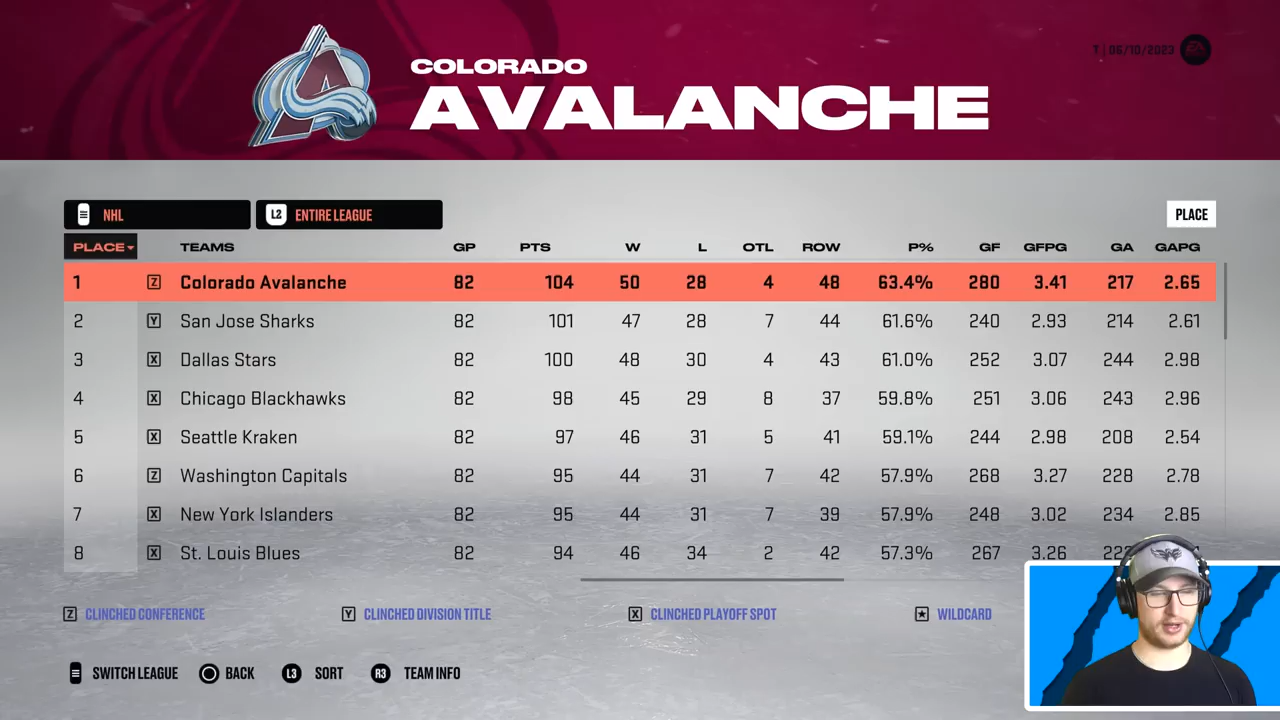 COLORADO
AVALANCHE
T | 06/10/2023 EA
NHL
L2 ENTIRE LEAGUE
PLACE
PLACE TEAMS GP PTS W L OTL ROW P% GF GFPG GA GAPG
1 Z Colorado Avalanche 82 104 50 28 4 48 63.4% 280 3.41 217 2.65
2 Y San Jose Sharks 82 101 47 28 7 44 61.6% 240 2.93 214 2.61
3 X Dallas Stars 82 100 48 30 4 43 61.0% 252 3.07 244 2.98
4 X Chicago Blackhawks 82 98 45 29 8 37 59.8% 251 3.06 243 2.96
5 X Seattle Kraken 82 97 46 31 5 41 59.1% 244 2.98 208 2.54
6 Z Washington Capitals 82 95 44 31 7 42 57.9% 268 3.27 228 2.78
7 X New York Islanders 82 95 44 31 7 39 57.9% 248 3.02 234 2.85
8 X St. Louis Blues 82 94 46 34 2 42 57.3% 267 3.26
Z CLINCHED CONFERENCE Y CLINCHED DIVISION TITLE X CLINCHED PLAYOFF SPOT WILDCARD
SWITCH LEAGUE BACK L3 SORT R3 TEAM INFO